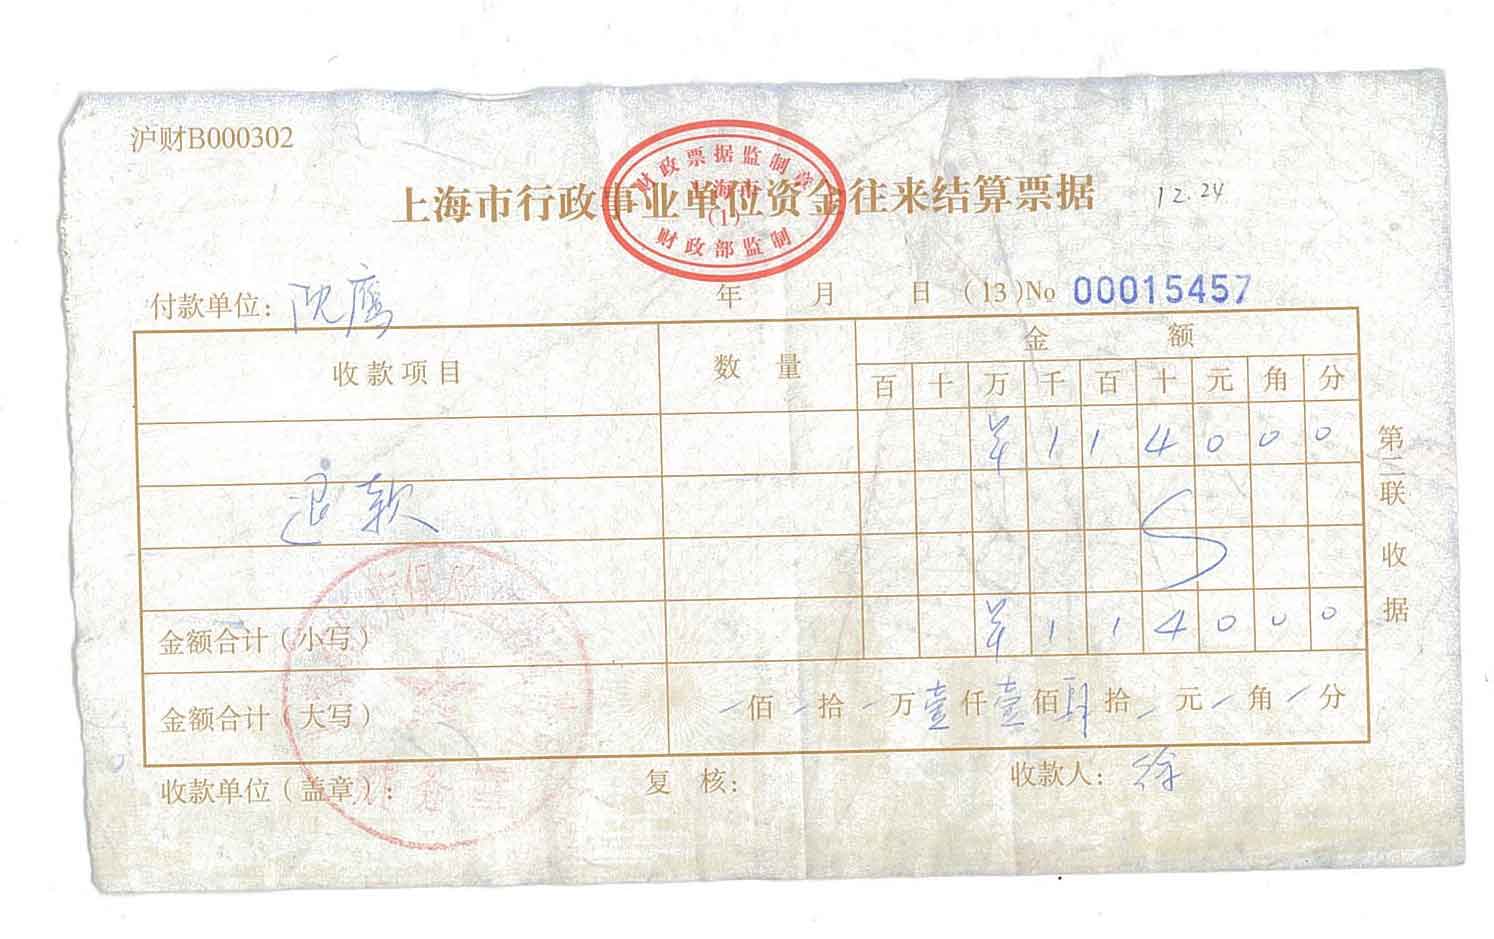 沪财B000302
财政票据监制章
上海市
(1)
财政部监制
上海市行政事业单位资金往来结算票据
12.24
付款单位:
年 月 日 (13)No 00015457
收款项目 数量 金额
百 十 万 千 百 十 元 角 分
¥ 1 1 4 0 0 0
退款
金额合计(小写) ¥ 1 1 4 0 0 0
金额合计(大写) 佰 拾 万壹仟壹佰肆拾 元 角 分
收款单位(盖章): 复核: 收款人:徐
第二联 收据